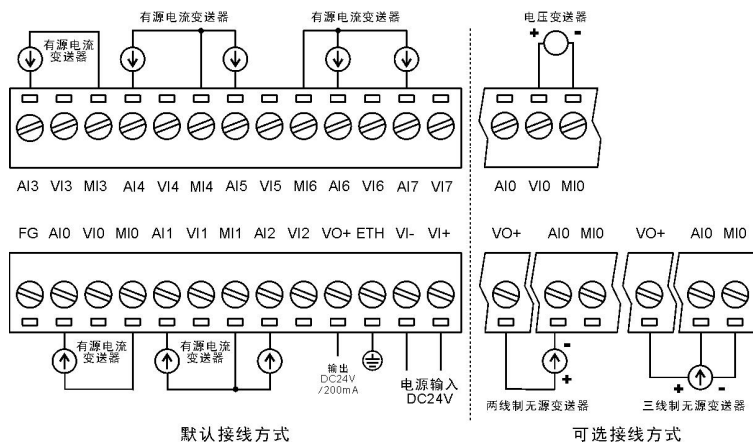 有源电流变送器
有源电流变送器
电压变送器
有源电流
变送器
+ -
AI3 VI3 MI3 AI4 VI4 MI4 AI5 VI5 MI6 AI6 VI6 AI7 VI7
AI0 VI0 MI0
FG AI0 VI0 MI0 AI1 VI1 MI1 AI2 VI2 VO+ ETH VI- VI+
VO+ AI0 MI0
VO+ AI0 MI0
有源电流
变送器
有源电流
变送器
输出
DC24V
/200mA
电源输入
DC24V
-
+
两线制无源变送器
+ -
三线制无源变送器
默认接线方式
可选接线方式